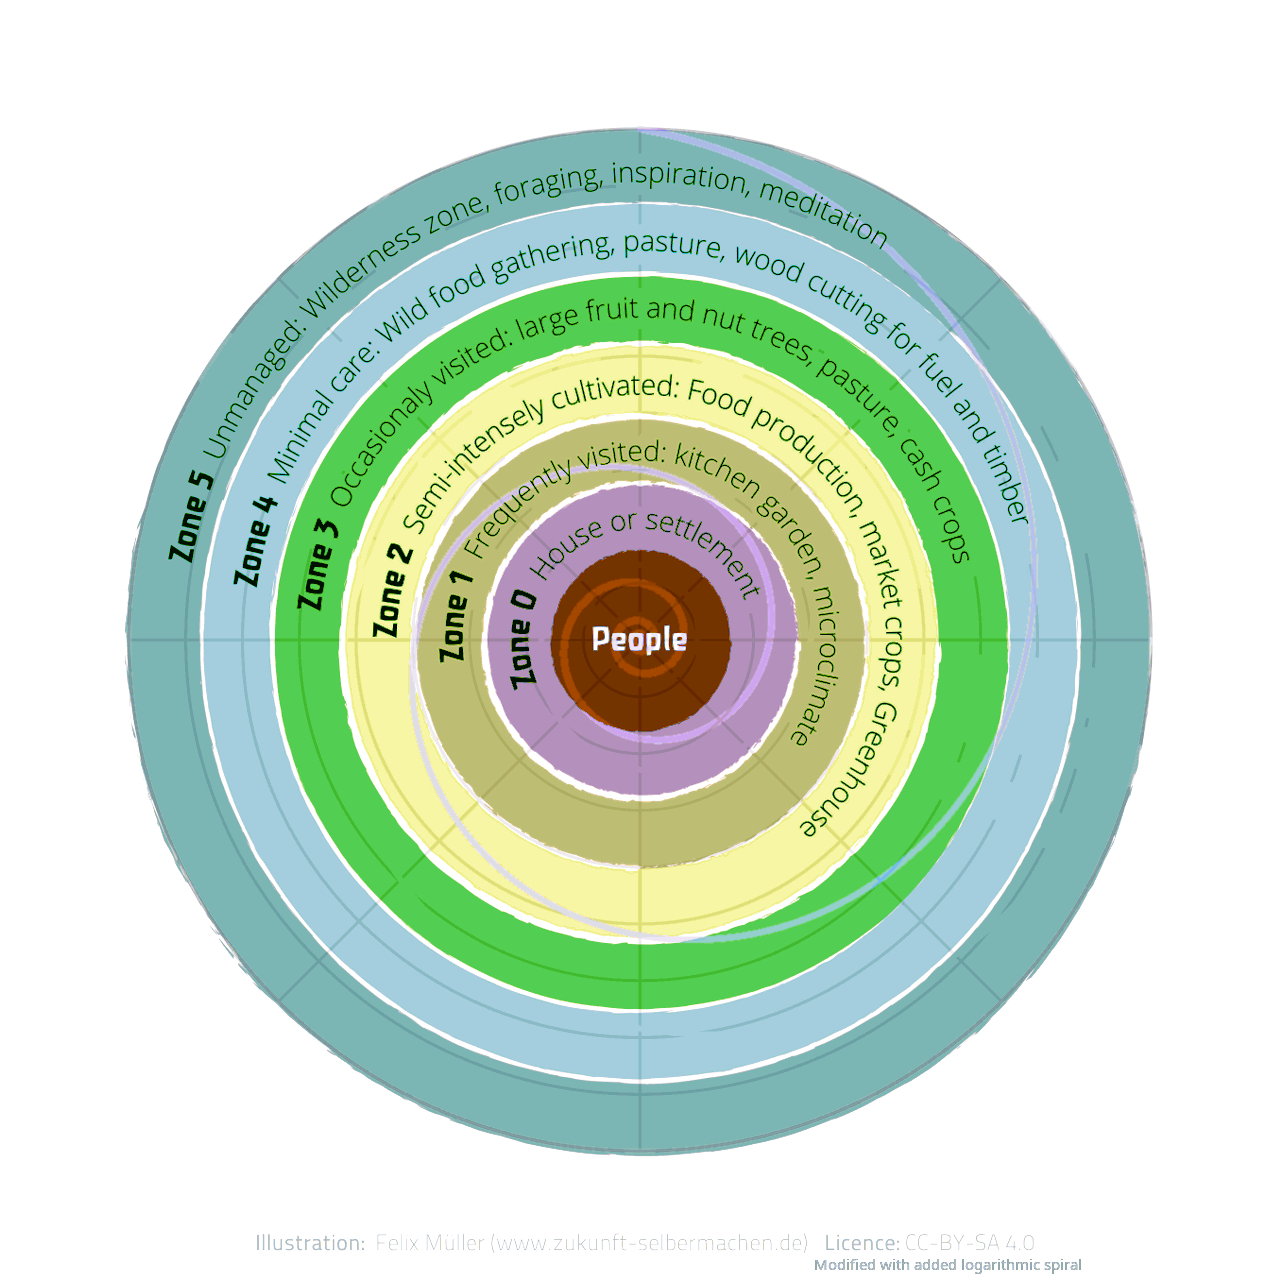 Zone 5 Unmanaged: Wilderness zone, foraging, inspiration, meditation
Zone 4 Minimal care: Wild food gathering, pasture, wood cutting for fuel and timber
Zone 3 Occasionaly visited: large fruit and nut trees, pasture, cash crops
Zone 2 Semi-intensely cultivated: Food production, market crops, Greenhouse
Zone 1 Frequently visited: kitchen garden, microclimate
Zone 0 House or settlement
People
Illustration: Felix Müller (www.zukunft-selbermachen.de) Licence: CC-BY-SA 4.0
Modified with added logarithmic spiral